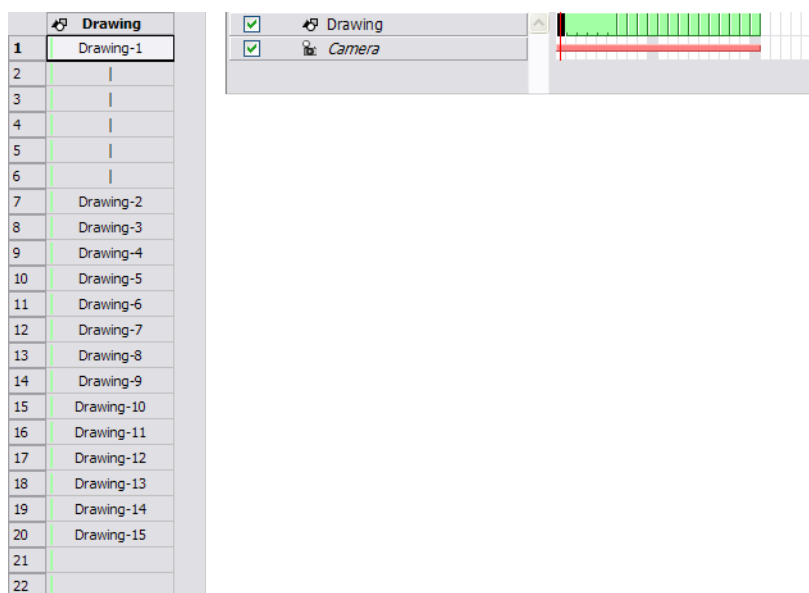 Drawing
1 Drawing-1
2 |
3 |
4 |
5 |
6 |
7 Drawing-2
8 Drawing-3
9 Drawing-4
10 Drawing-5
11 Drawing-6
12 Drawing-7
13 Drawing-8
14 Drawing-9
15 Drawing-10
16 Drawing-11
17 Drawing-12
18 Drawing-13
19 Drawing-14
20 Drawing-15
21
22
Drawing
Camera